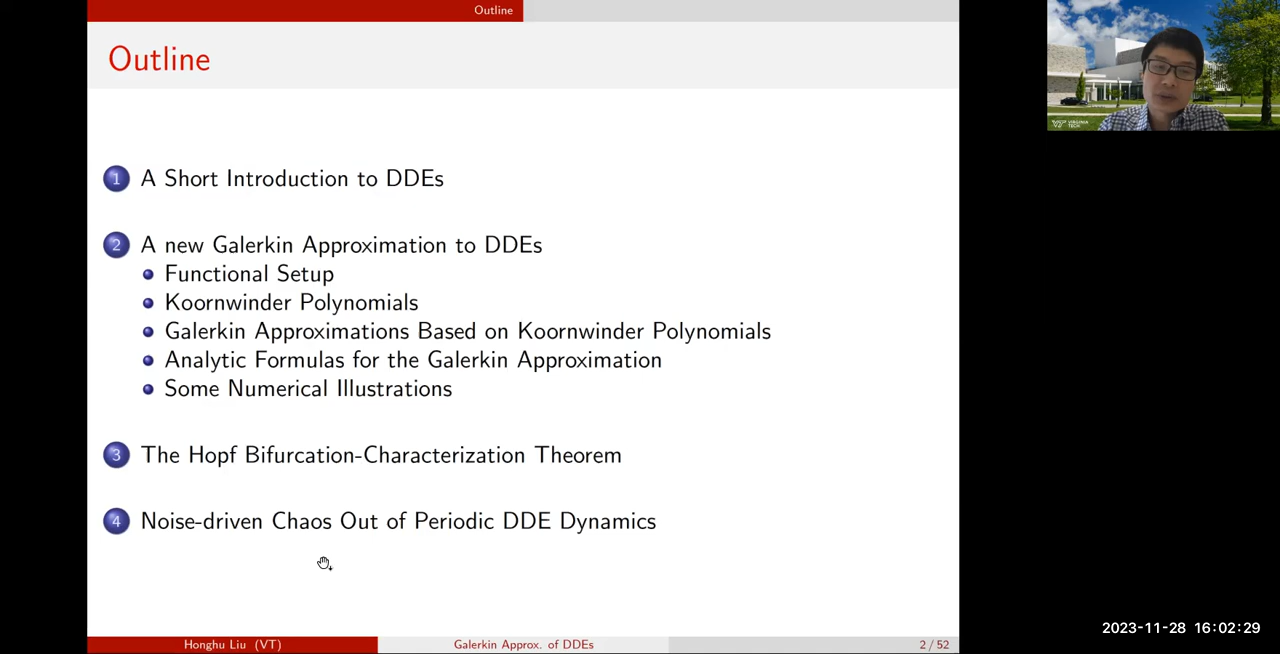 Outline
Outline
1 A Short Introduction to DDEs
2 A new Galerkin Approximation to DDEs
Functional Setup
Koornwinder Polynomials
Galerkin Approximations Based on Koornwinder Polynomials
Analytic Formulas for the Galerkin Approximation
Some Numerical Illustrations
3 The Hopf Bifurcation-Characterization Theorem
4 Noise-driven Chaos Out of Periodic DDE Dynamics
Honghu Liu (VT)
Galerkin Approx. of DDEs
2 / 52
VIRGINIA
TECH
2023-11-28 16:02:29